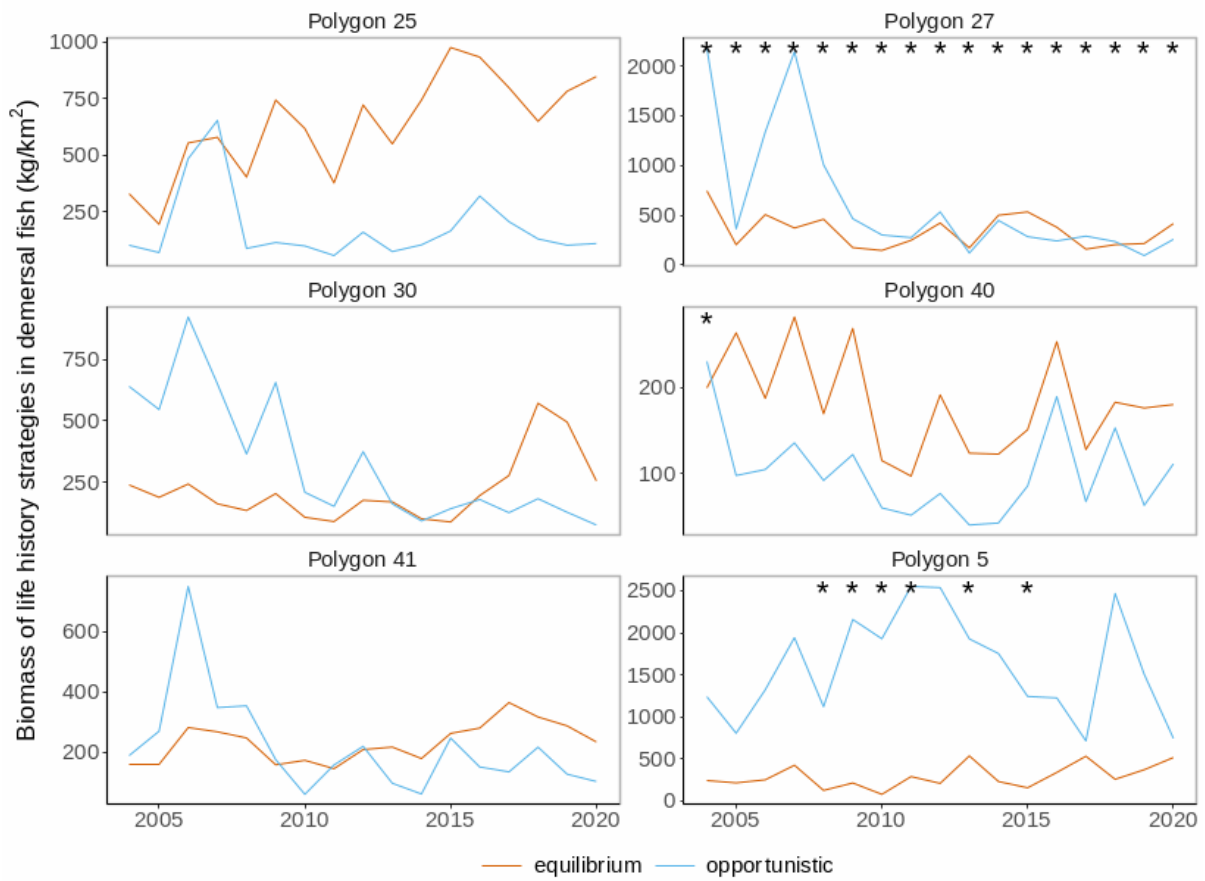 Biomass of life history strategies in demersal fish (kg/km²)
Polygon 25
1000
750
500
250
Polygon 27
* * * * * * * * * * * * * * * * *
2000
1500
1000
500
0
Polygon 30
750
500
250
Polygon 40
*
200
100
Polygon 41
600
400
200
2005 2010 2015 2020
Polygon 5
* * * * * *
2500
2000
1500
1000
500
0
2005 2010 2015 2020
equilibrium opportunistic